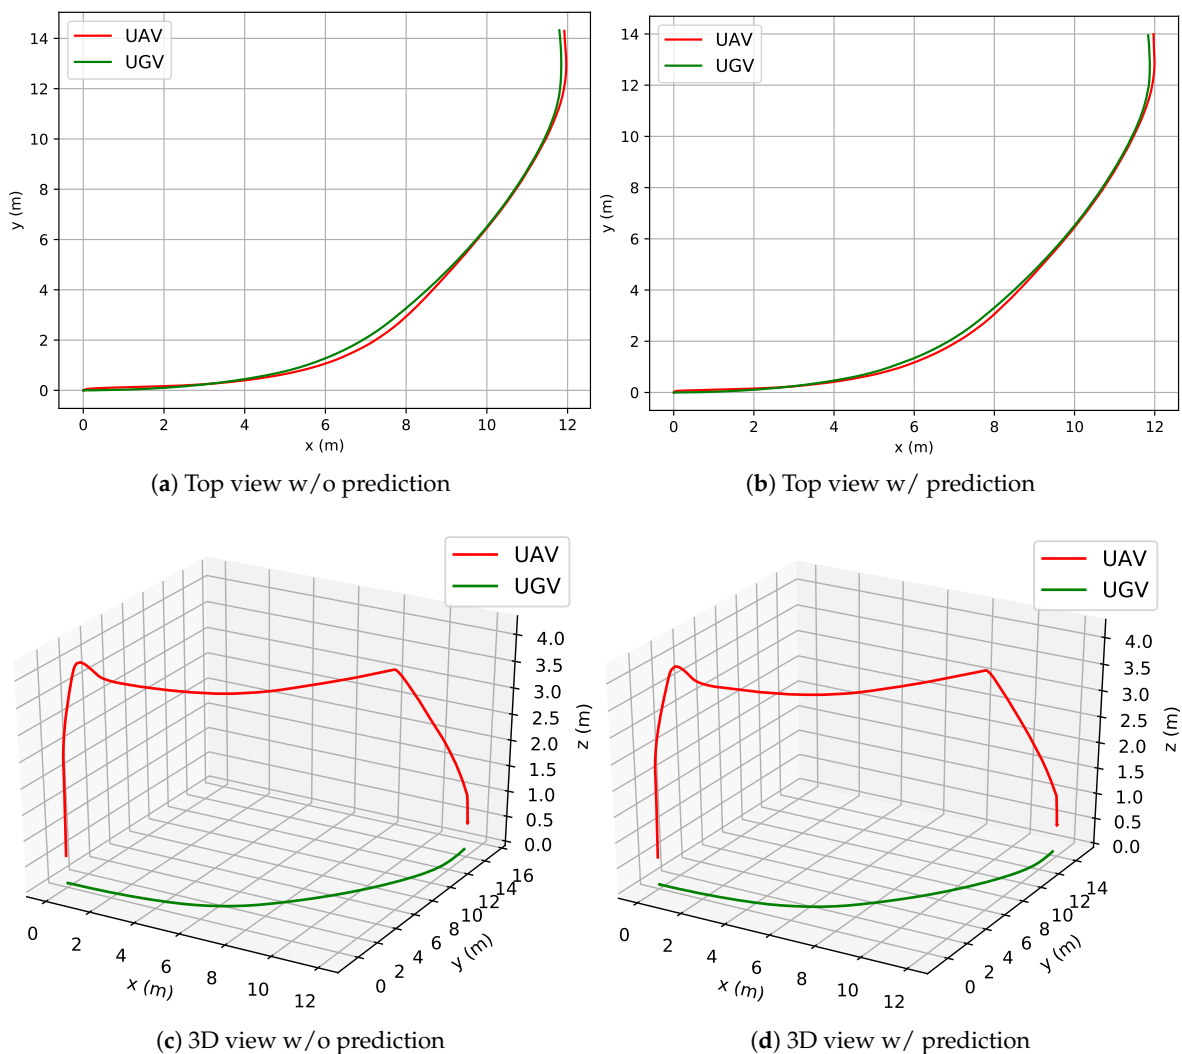 UAV
UGV
y (m)
14
12
10
8
6
4
2
0
0 2 4 6 8 10 12
x (m)
(a) Top view w/o prediction
UAV
UGV
y (m)
14
12
10
8
6
4
2
0
0 2 4 6 8 10 12
x (m)
(b) Top view w/ prediction
UAV
UGV
4.0
3.5
3.0
2.5
2.0
1.5
1.0
0.5
0.0
z (m)
0 2 4 6 8 10 12
x (m)
0 2 4 6 8 10 12 14 16
y (m)
(c) 3D view w/o prediction
UAV
UGV
4.0
3.5
3.0
2.5
2.0
1.5
1.0
0.5
0.0
z (m)
0 2 4 6 8 10 12
x (m)
0 2 4 6 8 10 12 14
y (m)
(d) 3D view w/ prediction